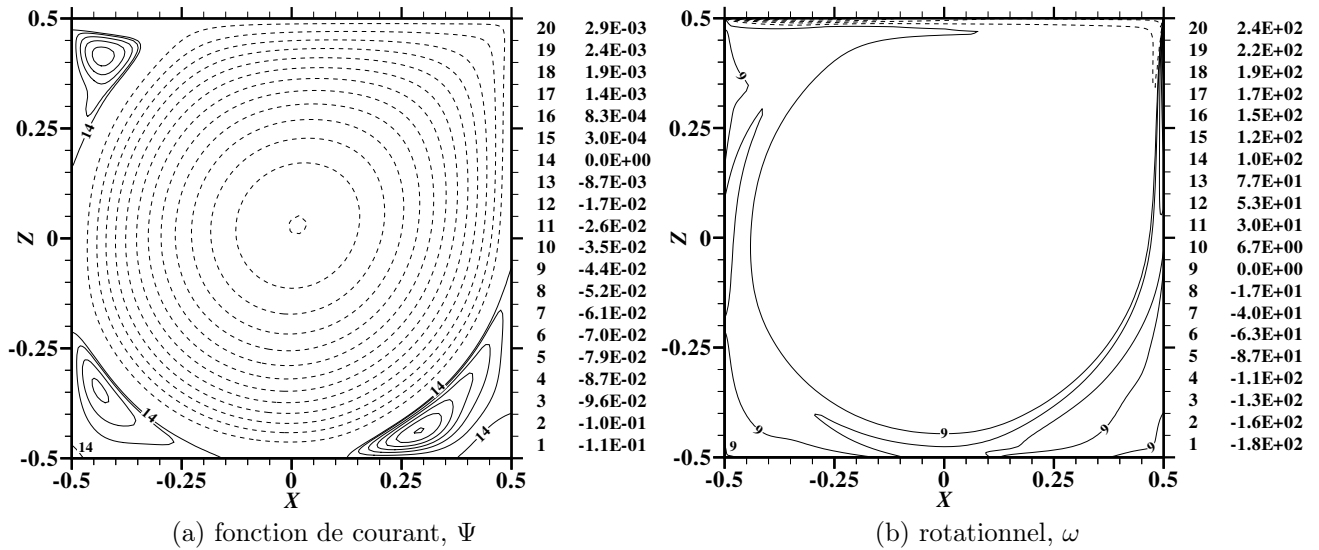 0.5
0.25
0
-0.25
-0.5
Z
-0.5
-0.25
0
0.25
0.5
X
14
14
14
14
14
20 2.9E-03
19 2.4E-03
18 1.9E-03
17 1.4E-03
16 8.3E-04
15 3.0E-04
14 0.0E+00
13 -8.7E-03
12 -1.7E-02
11 -2.6E-02
10 -3.5E-02
9 -4.4E-02
8 -5.2E-02
7 -6.1E-02
6 -7.0E-02
5 -7.9E-02
4 -8.7E-02
3 -9.6E-02
2 -1.0E-01
1 -1.1E-01
(a) fonction de courant, Ψ
0.5
0.25
0
-0.25
-0.5
Z
-0.5
-0.25
0
0.25
0.5
X
9
9
9
9
9
9
20 2.4E+02
19 2.2E+02
18 1.9E+02
17 1.7E+02
16 1.5E+02
15 1.2E+02
14 1.0E+02
13 7.7E+01
12 5.3E+01
11 3.0E+01
10 6.7E+00
9 0.0E+00
8 -1.7E+01
7 -4.0E+01
6 -6.3E+01
5 -8.7E+01
4 -1.1E+02
3 -1.3E+02
2 -1.6E+02
1 -1.8E+02
(b) rotationnel, ω